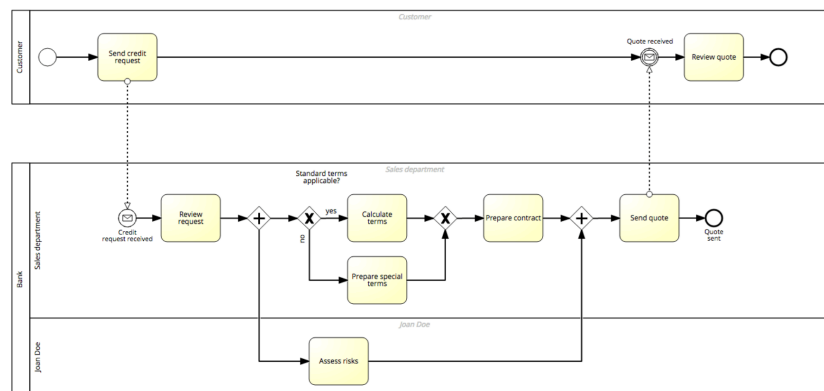 Customer
Customer
Send credit
request
Quote received
Review quote
Bank
Sales department
Sales department
Standard terms
applicable?
Credit
request received
Review
request
yes
no
Calculate
terms
Prepare special
terms
Prepare contract
Send quote
Quote
sent
Joan Doe
Joan Doe
Assess risks